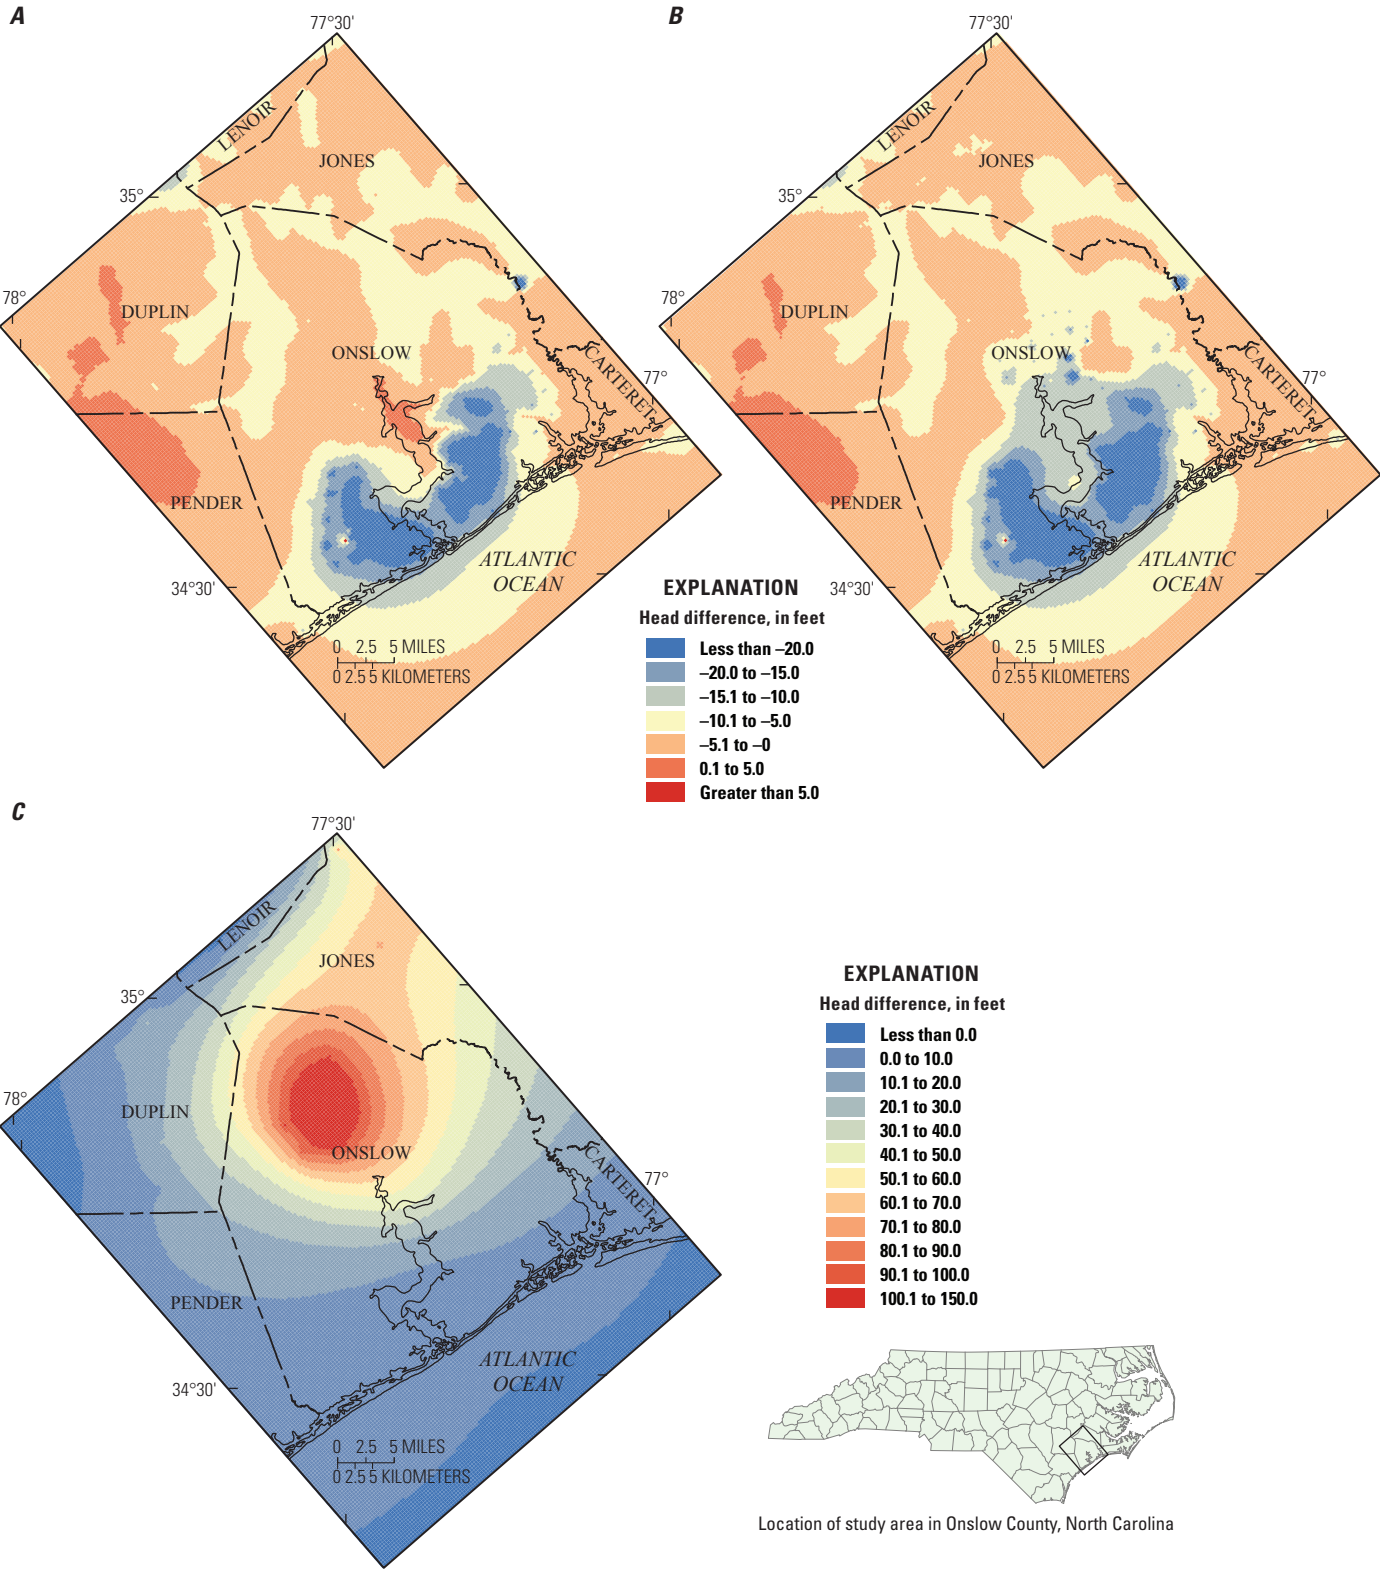 A
77°30'
LENOIR
JONES
35°
78°
DUPLIN
ONSLOW
CARTERET
77°
PENDER
34°30'
ATLANTIC
OCEAN
0 2.5 5 MILES
0 2.5 5 KILOMETERS
B
77°30'
LENOIR
JONES
35°
78°
DUPLIN
ONSLOW
CARTERET
77°
PENDER
34°30'
ATLANTIC
OCEAN
0 2.5 5 MILES
0 2.5 5 KILOMETERS
EXPLANATION
Head difference, in feet
Less than –20.0
–20.0 to –15.0
–15.1 to –10.0
–10.1 to –5.0
–5.1 to –0
0.1 to 5.0
Greater than 5.0
C
77°30'
LENOIR
JONES
35°
78°
DUPLIN
ONSLOW
CARTERET
77°
PENDER
34°30'
ATLANTIC
OCEAN
0 2.5 5 MILES
0 2.5 5 KILOMETERS
EXPLANATION
Head difference, in feet
Less than 0.0
0.0 to 10.0
10.1 to 20.0
20.1 to 30.0
30.1 to 40.0
40.1 to 50.0
50.1 to 60.0
60.1 to 70.0
70.1 to 80.0
80.1 to 90.0
90.1 to 100.0
100.1 to 150.0
Location of study area in Onslow County, North Carolina